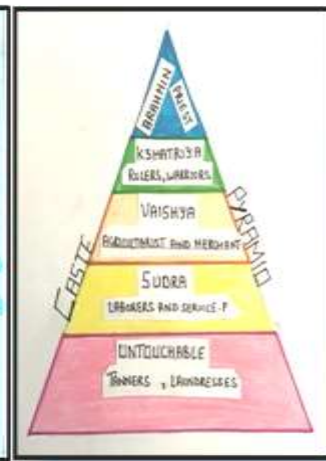 BRAHMIN
PRIEST
KSHATRIYA
RULERS, WARRIORS
VAISHYA
AGRICULTURIST AND MERCHANT
CASTE
PYRAMID
SUDRA
LABORERS AND SERVICE-P
UNTOUCHABLE
TANNERS, LAUNDRESSES